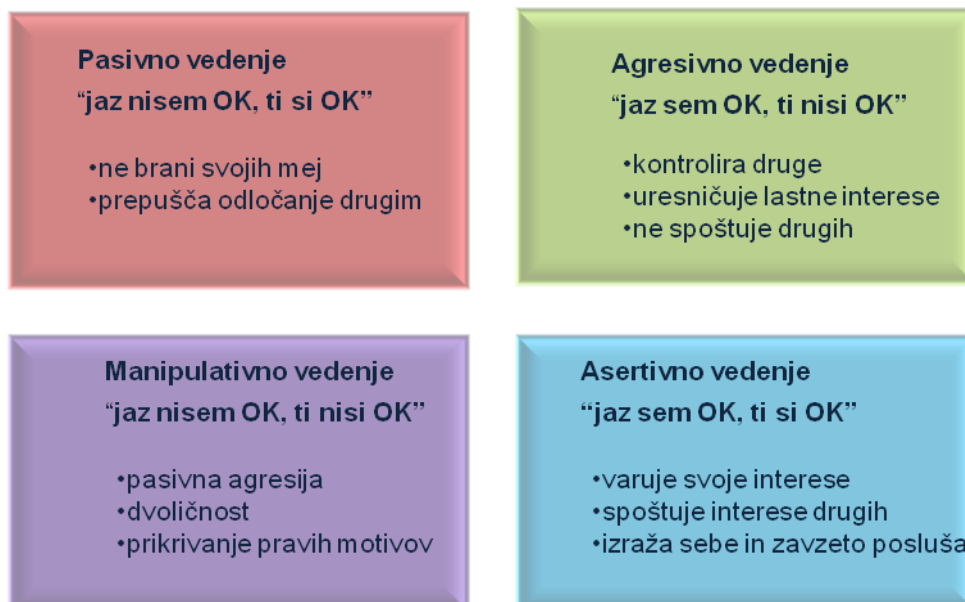 Pasivno vedenje
“jaz nisem OK, ti si OK”
•ne brani svojih mej
•prepušča odločanje drugim
Agresivno vedenje
“jaz sem OK, ti nisi OK”
•kontrolira druge
•uresničuje lastne interese
•ne spoštuje drugih
Manipulativno vedenje
“jaz nisem OK, ti nisi OK”
•pasivna agresija
•dvoličnost
•prikrivanje pravih motivov
Asertivno vedenje
“jaz sem OK, ti si OK”
•varuje svoje interese
•spoštuje interese drugih
•izraža sebe in zavzeto posluša